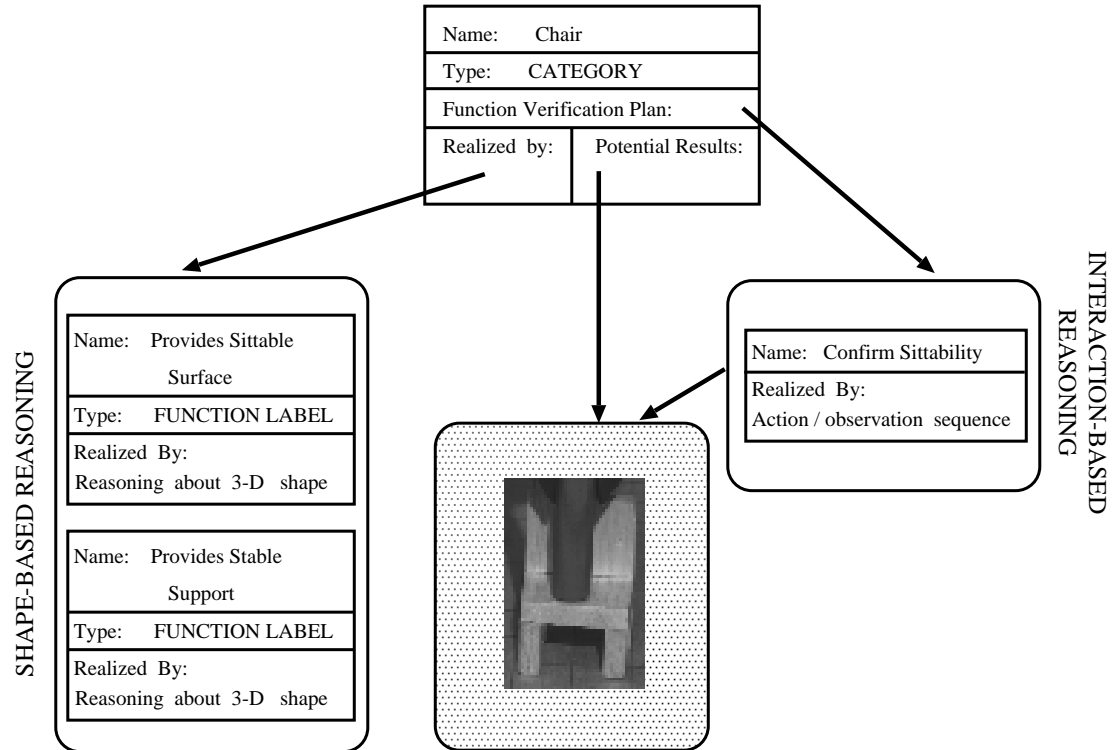 Name: Chair
Type: CATEGORY
Function Verification Plan:
Realized by: Potential Results:
SHAPE-BASED REASONING
Name: Provides Sittable
Surface
Type: FUNCTION LABEL
Realized By:
Reasoning about 3-D shape
Name: Provides Stable
Support
Type: FUNCTION LABEL
Realized By:
Reasoning about 3-D shape
Name: Confirm Sittability
Realized By:
Action / observation sequence
INTERACTION-BASED
REASONING